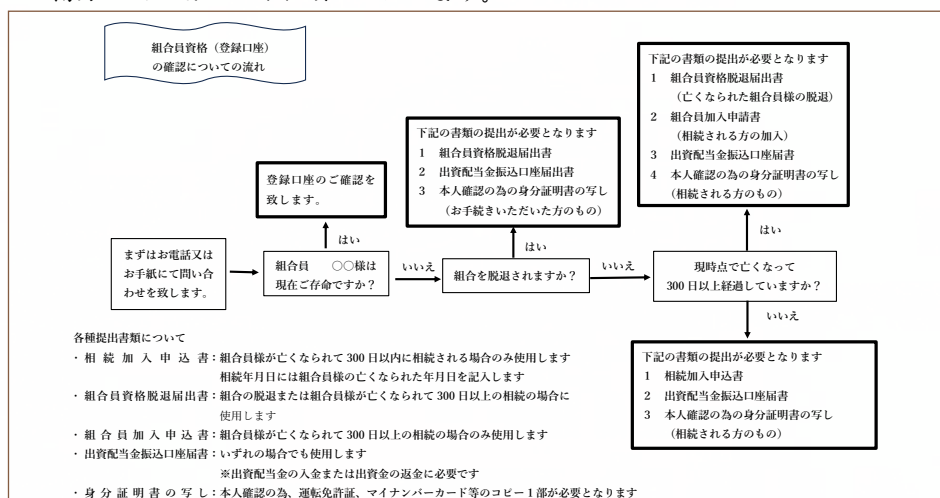 組合員資格（登録口座）
の確認についての流れ
まずはお電話又は
お手紙にて問い合
わせを致します。
組合員　〇〇様は
現在ご存命ですか？
はい
登録口座のご確認を
致します。
いいえ
組合を脱退されますか？
はい
下記の書類の提出が必要となります
1　組合員資格脱退届出書
2　出資配当金振込口座届出書
3　本人確認の為の身分証明書の写し
（お手続きいただいた方のもの）
いいえ
現時点で亡くなって
300日以上経過していますか？
はい
下記の書類の提出が必要となります
1　組合員資格脱退届出書
（亡くなられた組合員様の脱退）
2　組合員加入申請書
（相続される方の加入）
3　出資配当金振込口座届書
4　本人確認の為の身分証明書の写し
（相続される方のもの）
いいえ
下記の書類の提出が必要となります
1　相続加入申込書
2　出資配当金振込口座届書
3　本人確認の為の身分証明書の写し
（相続される方のもの）
各種提出書類について
・相続加入申込書：組合員様が亡くなられて300日以内に相続される場合のみ使用します
相続年月日には組合員様の亡くなられた年月日を記入します
・組合員資格脱退届出書：組合の脱退または組合員様が亡くなられて300日以上の相続の場合に
使用します
・組合員加入申込書：組合員様が亡くなられて300日以上の相続の場合のみ使用します
・出資配当金振込口座届書：いずれの場合でも使用します
※出資配当金の入金または出資金の返金に必要です
・身分証明書の写し：本人確認の為、運転免許証、マイナンバーカード等のコピー1部が必要となります